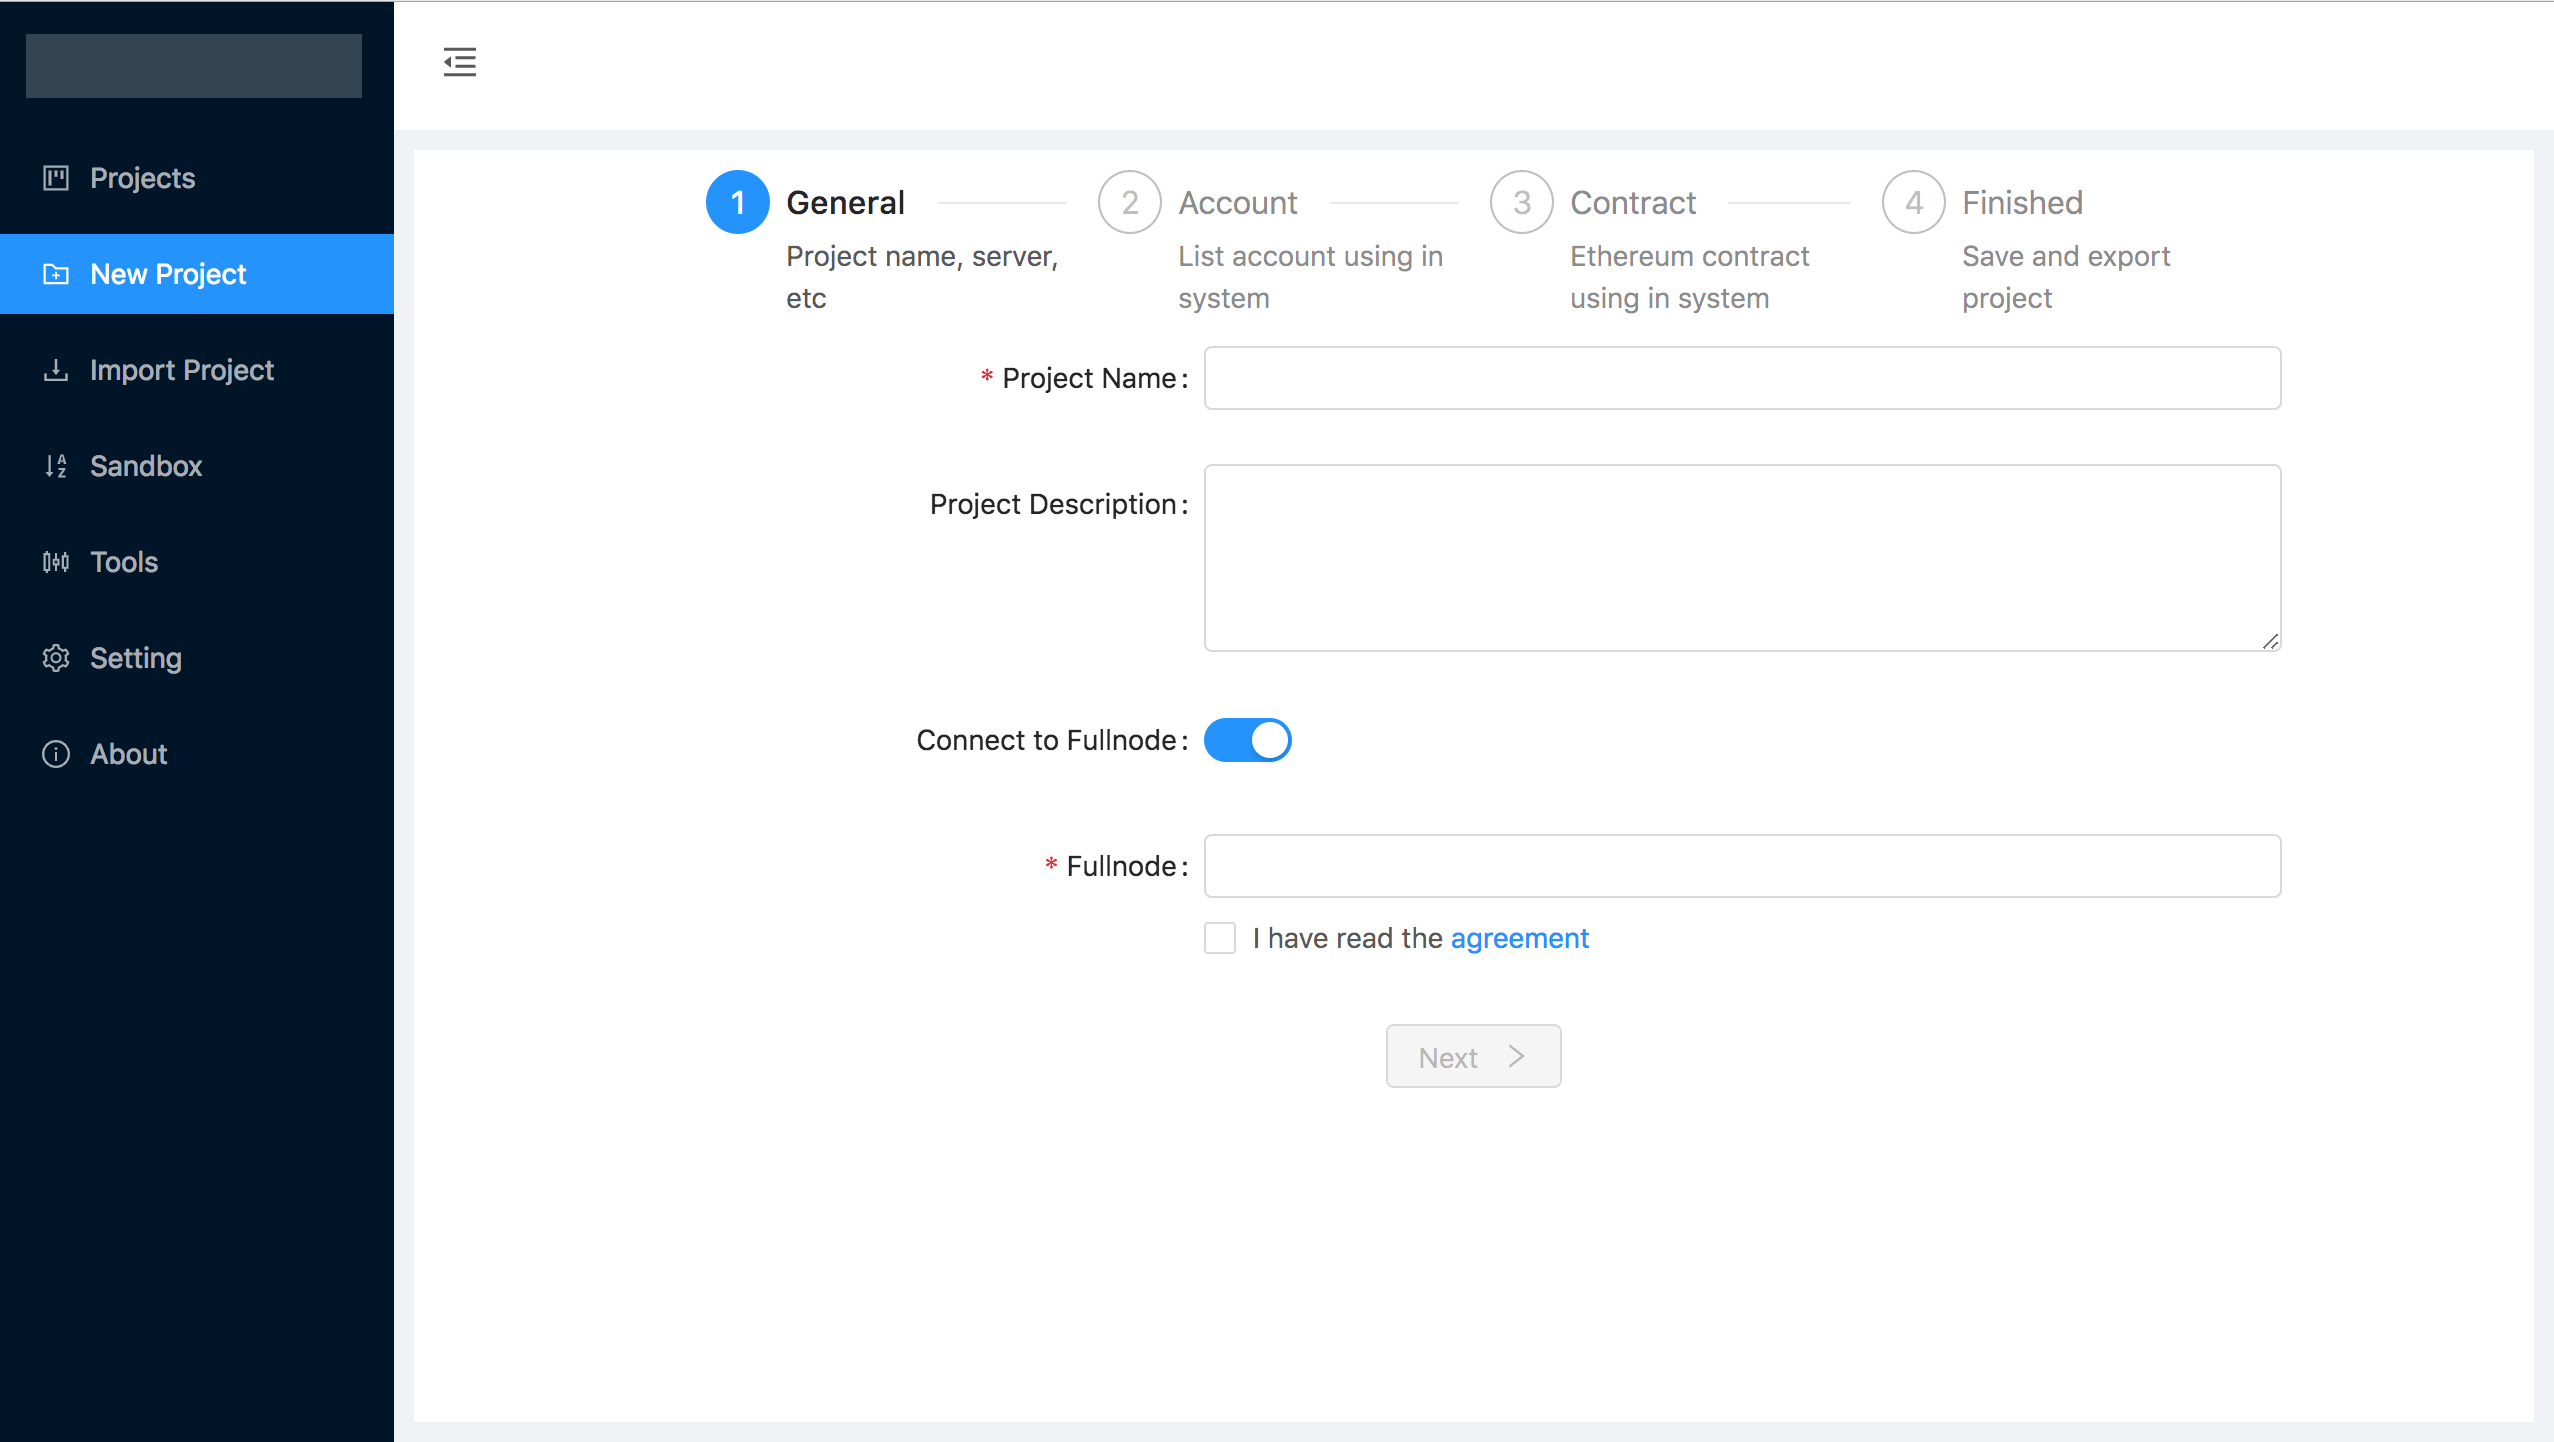 Projects
New Project
Import Project
Sandbox
Tools
Setting
About
1 General
Project name, server,
etc
2 Account
List account using in
system
3 Contract
Ethereum contract
using in system
4 Finished
Save and export
project
* Project Name:
Project Description:
Connect to Fullnode:
* Fullnode:
I have read the agreement
Next >